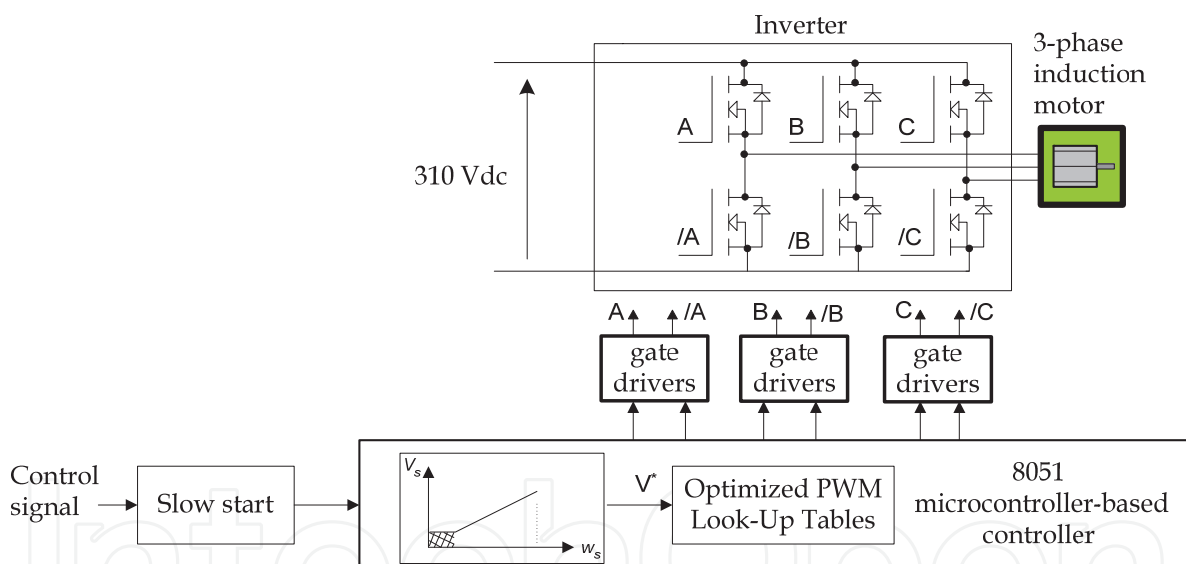 Inverter
3-phase
induction
motor
310 Vdc
A
B
C
/A
/B
/C
A
/A
B
/B
C
/C
gate
drivers
gate
drivers
gate
drivers
Control
signal
Slow start
Vs
ws
V*
Optimized PWM
Look-Up Tables
8051
microcontroller-based
controller
IntechOpen